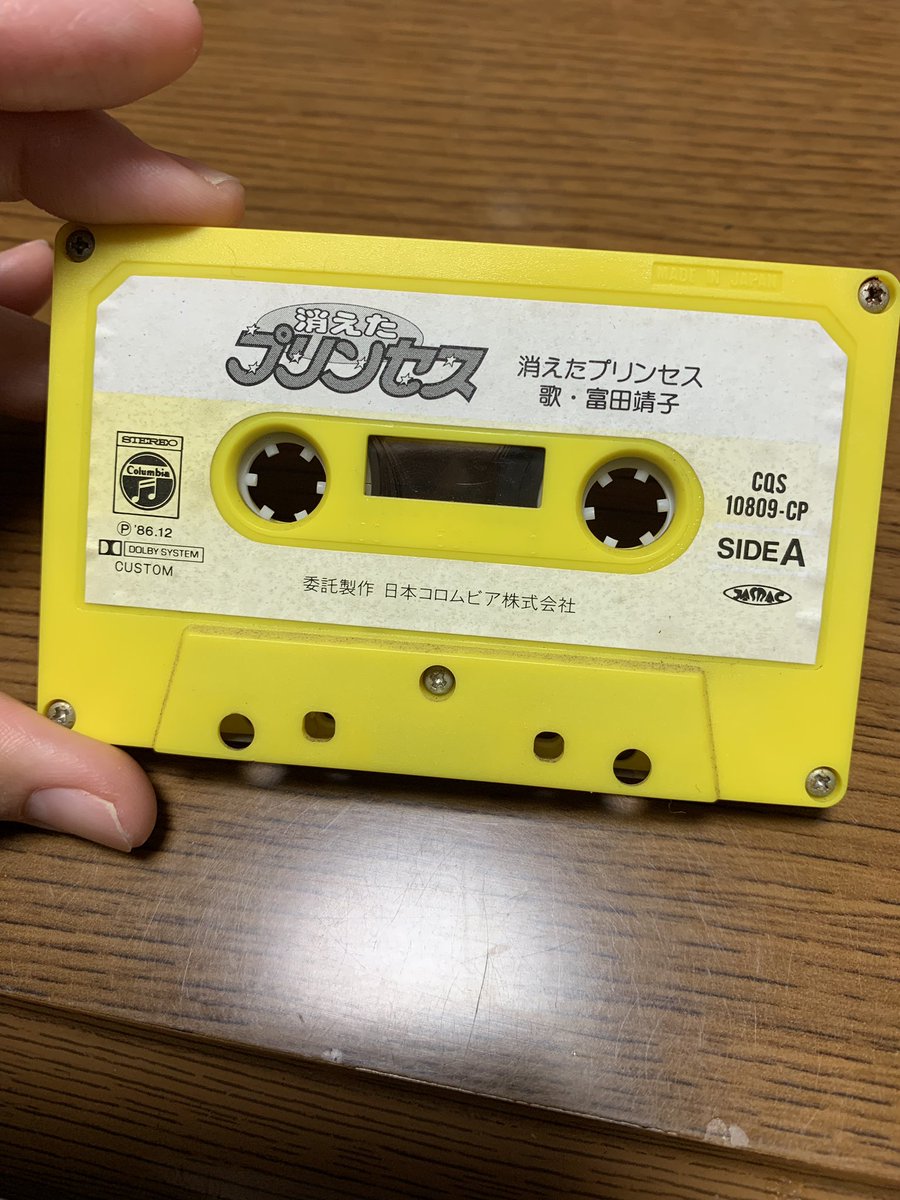 MADE IN JAPAN
消えた
プリンセス
消えたプリンセス
歌・富田靖子
STEREO
Columbia
Ⓟ '86.12
DOLBY SYSTEM
CUSTOM
CQS
10809-CP
SIDE A
JASRAC
委託製作 日本コロムビア株式会社